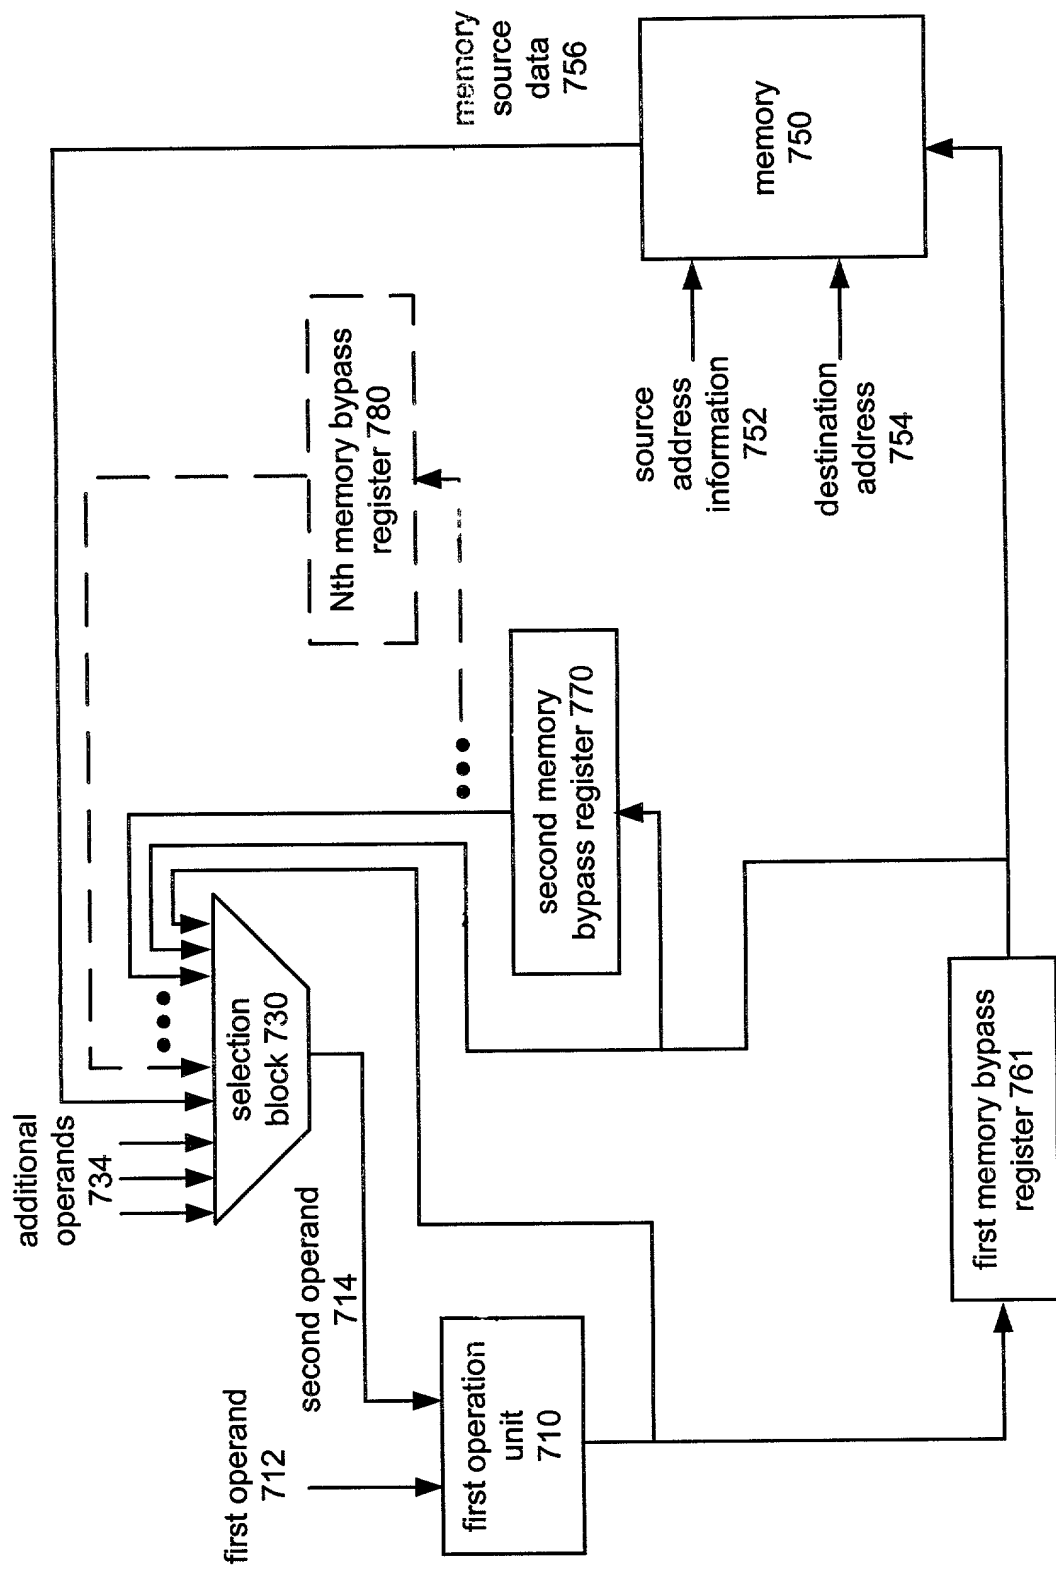 additional
operands
734
selection
block 730
first operand
712
second operand
714
first operation
unit
710
first memory bypass
register 761
second memory
bypass register 770
Nth memory bypass
register 780
source
address
information
752
destination
address
754
memory
750
memory
source
data
756